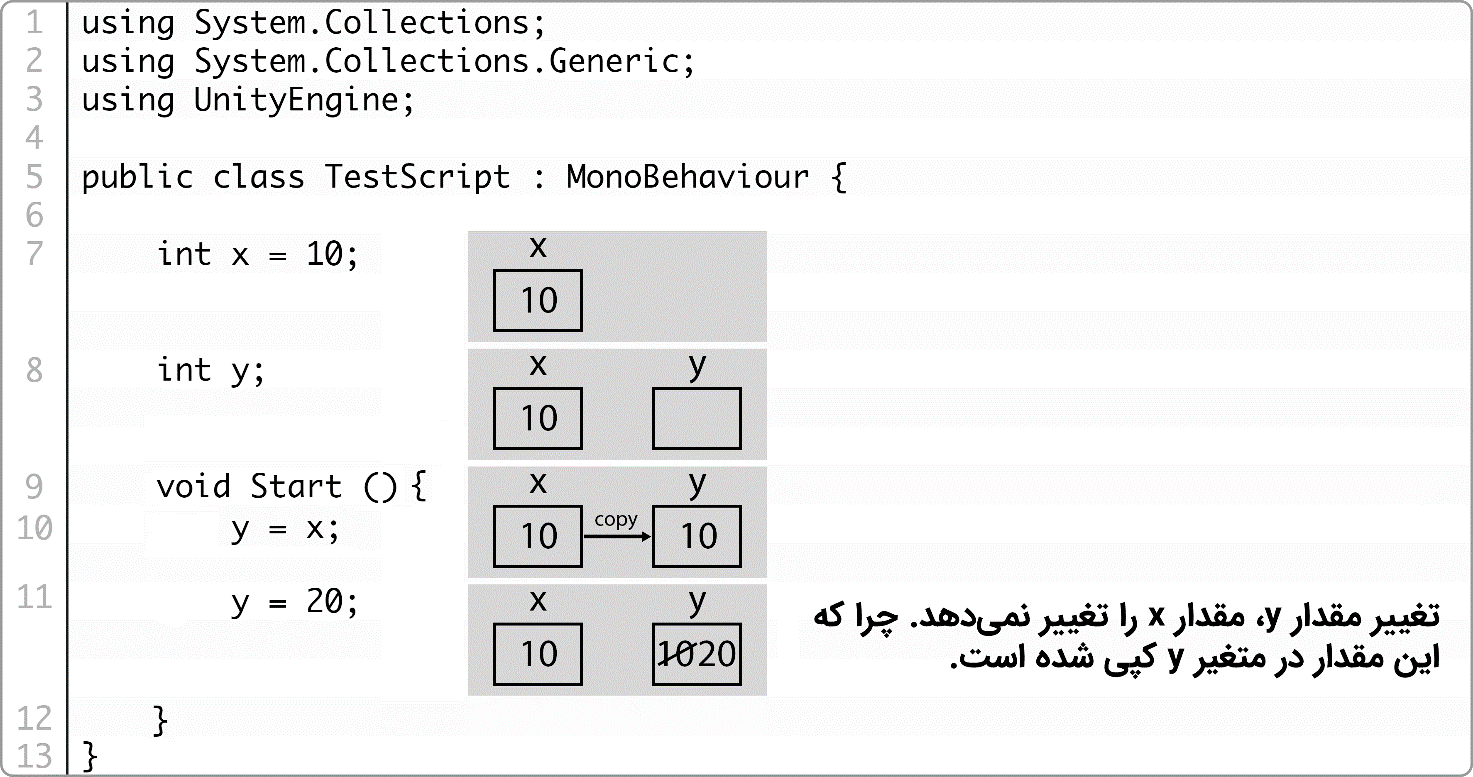 1 using System.Collections;
2 using System.Collections.Generic;
3 using UnityEngine;
4
5 public class TestScript : MonoBehaviour {
6
7 int x = 10;
x
10
8 int y;
x y
10
9 void Start () {
x y
10 y = x;
10 copy 10
11 y = 20;
x y
10 10 20
تغییر مقدار y، مقدار x را تغییر نمی‌دهد. چرا که
این مقدار در متغیر y کپی شده است.
12 }
13 }